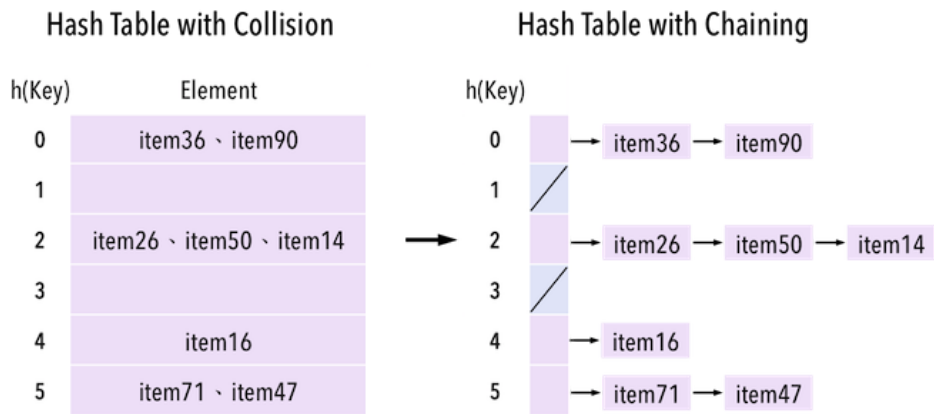 Hash Table with Collision
h(Key) Element
0 item36、item90
1
2 item26、item50、item14
3
4 item16
5 item71、item47
Hash Table with Chaining
h(Key)
0 item36 item90
1
2 item26 item50 item14
3
4 item16
5 item71 item47